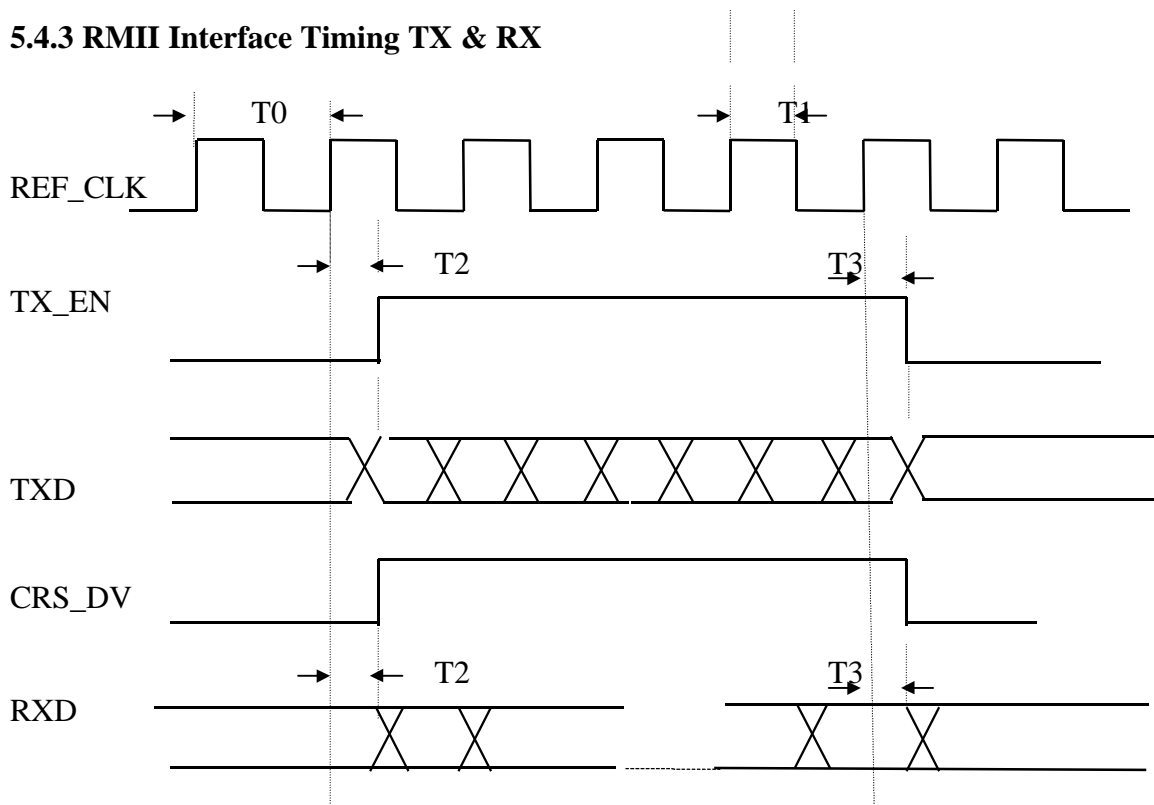 5.4.3 RMII Interface Timing TX & RX
T0 T1
REF_CLK
T2 T3
TX_EN
TXD
CRS_DV
T2 T3
RXD